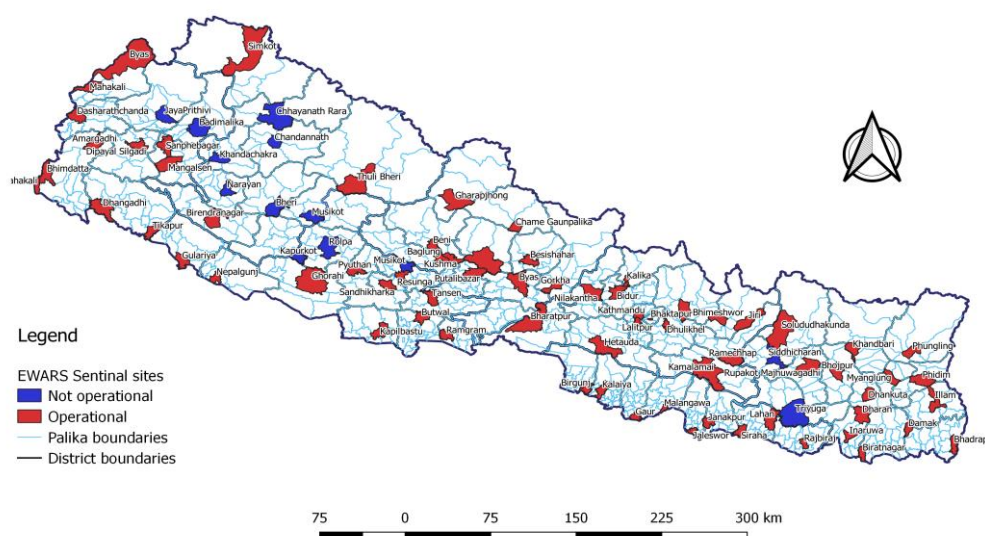 Simkot
Byas
Mahakali
Dasharathchanda
JayaPrithivi
Chhayanath Rara
Badimalika
Amargadhi
Sanphebagar
Chandannath
Dipayal Silgadi
Khandachakra
Mangalsen
Bhimdatta
ahakali
Thuli Bheri
Narayan
Gharapjhong
Dhangadhi
Bheri
Birendranagar
Musikot
Chame Gaunpalika
Tikapur
Rolpa
Beni
Kapurkot
Baglung
Besishahar
Gulariya
Pyuthan
Musikot
Kushmas
Nepalgunj
Ghorahi
Resunga
Putalibazar
Byas
Gorkha
Kalika
Sandhikharka
Tansen
Nilakantha
Bidur
Butwal
Bharatpur
Kathmandu
Bhaktapur
Bhimeshwor
Jiri
Kapilbastu
Ramgram
Lalitpur
Dhulikhel
Solududhakunda
Hetauda
Ramechhap
Siddhicharan
Khandbari
Phungling
Kamalamai
Rupakot
Majhuwagadhi
Bhojpur
Myanglung
Phidim
Birgunj
Kalaiya
Dhankuta
Illam
Malangawa
Gaur
Janakpur
Lahan
Triyuga
Dharan
Jaleswor
Siraha
Rajbiraj
Inaruwa
Damak
Biratnagar
Bhadrap
Legend
EWARS Sentinal sites
Not operational
Operational
Palika boundaries
District boundaries
75 0 75 150 225 300 km